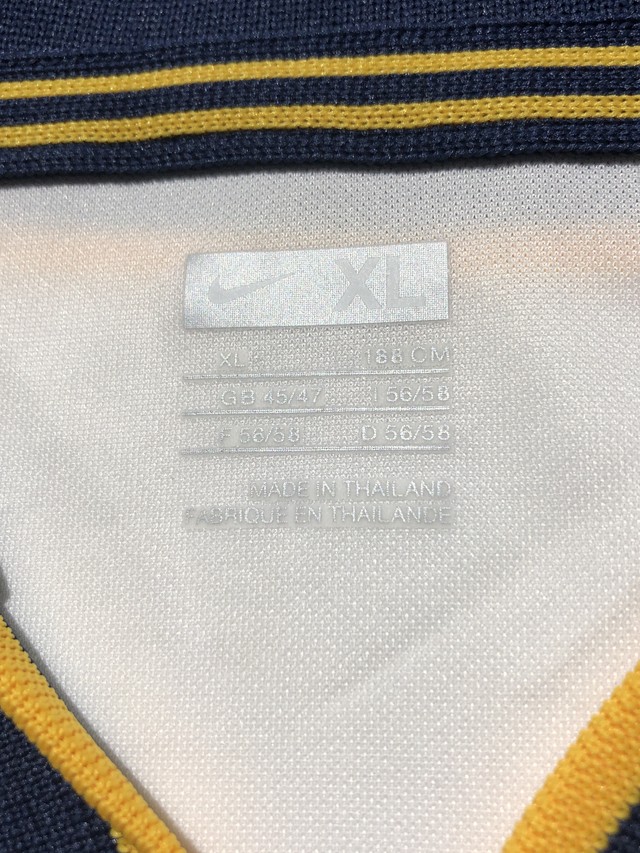 XL
XL 188 CM
GB 45/47 I 56/58
F 56/58 D 56/58
MADE IN THAILAND
FABRIQUE EN THAILANDE